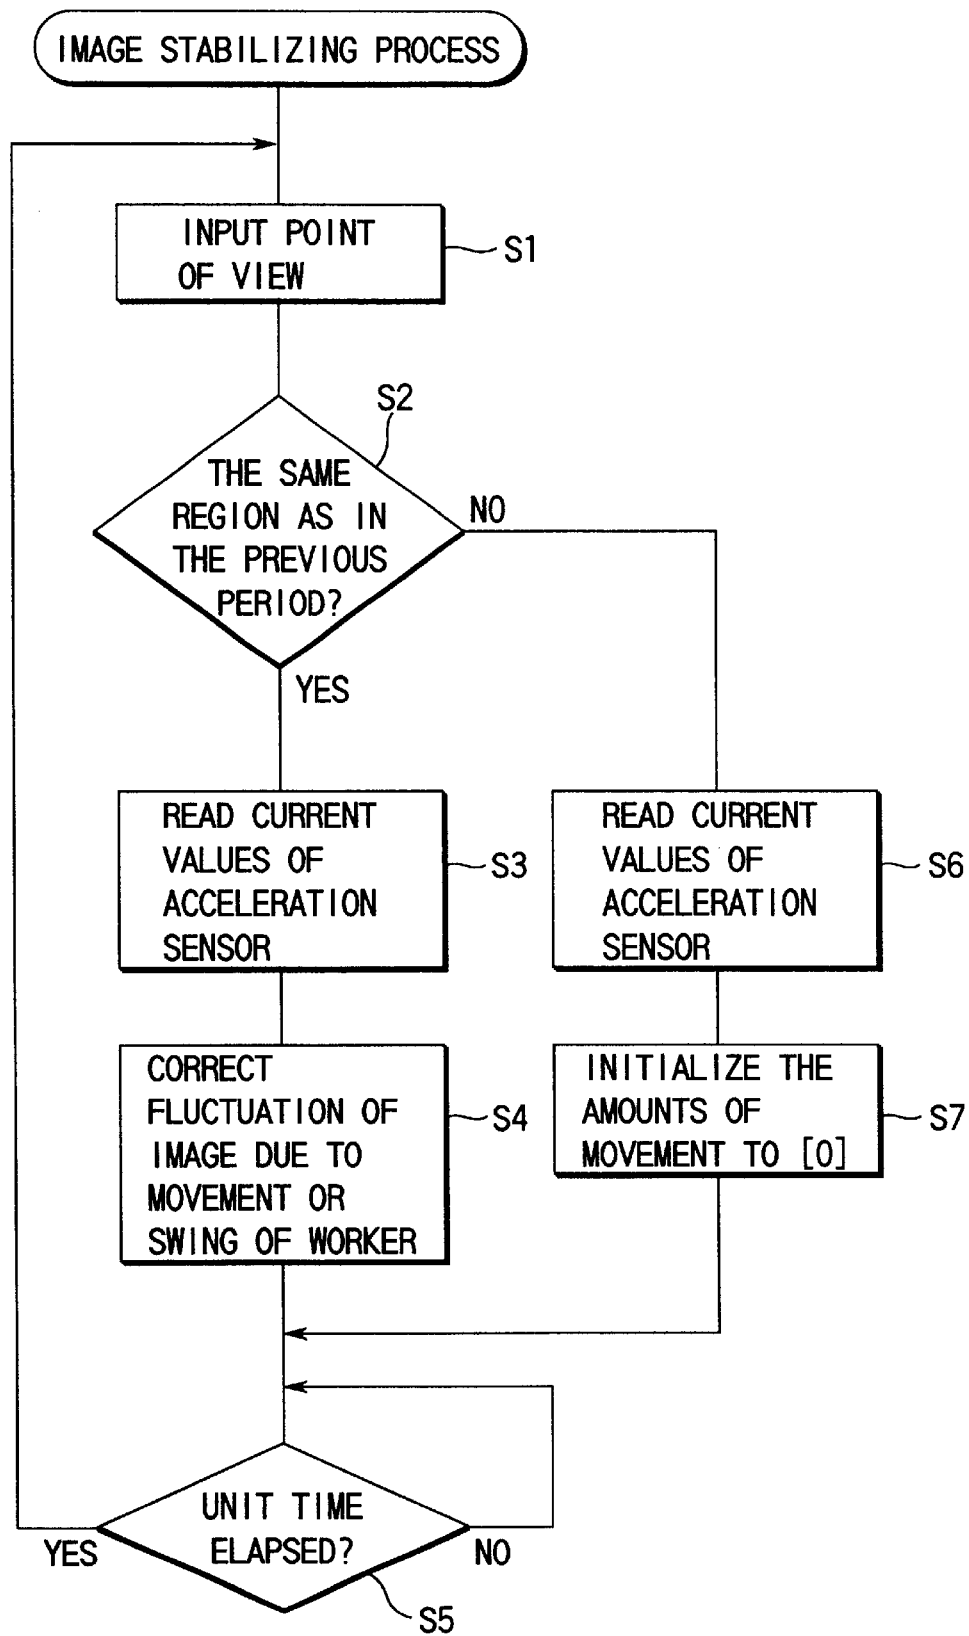 IMAGE STABILIZING PROCESS
INPUT POINT
OF VIEW
S1
S2
THE SAME
REGION AS IN
THE PREVIOUS
PERIOD?
NO
YES
READ CURRENT
VALUES OF
ACCELERATION
SENSOR
S3
READ CURRENT
VALUES OF
ACCELERATION
SENSOR
S6
CORRECT
FLUCTUATION OF
IMAGE DUE TO
MOVEMENT OR
SWING OF WORKER
S4
INITIALIZE THE
AMOUNTS OF
MOVEMENT TO [0]
S7
UNIT TIME
ELAPSED?
YES
NO
S5